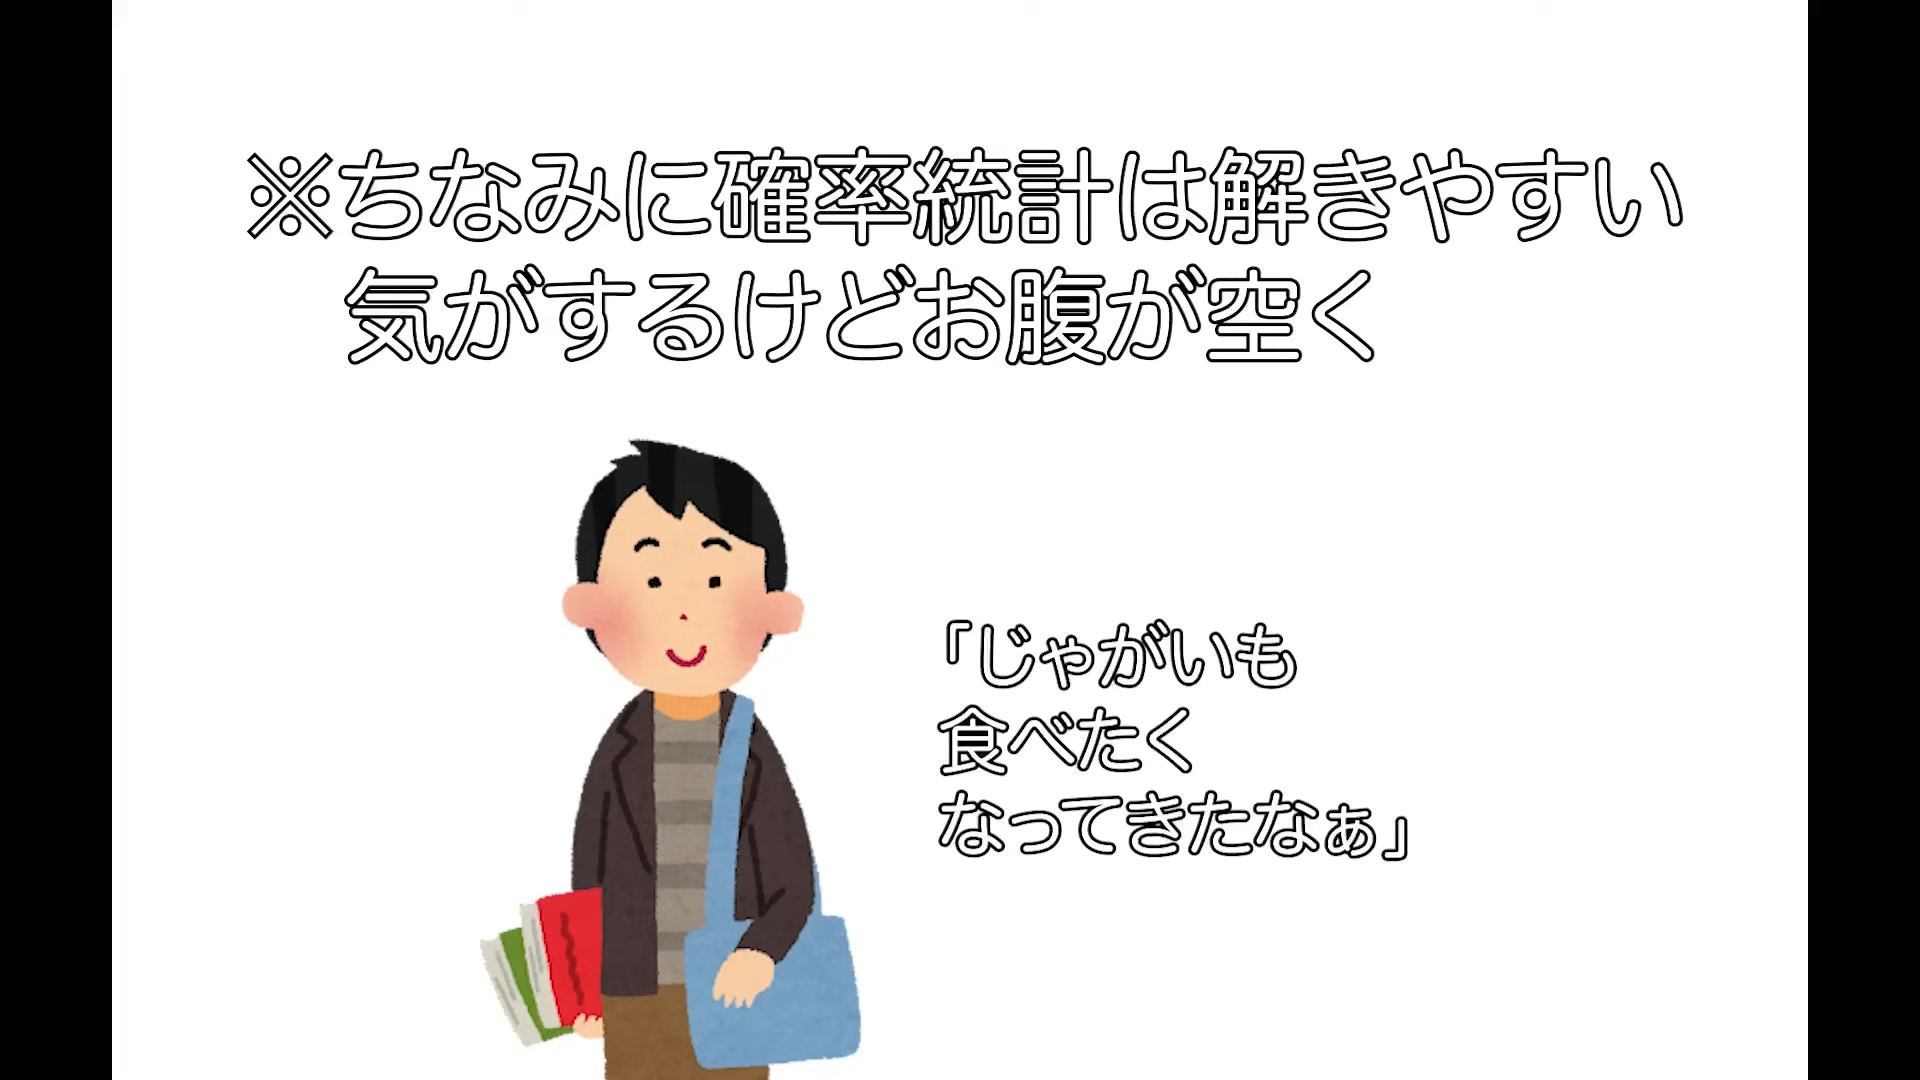 ※ちなみに確率統計は解きやすい
気がするけどお腹が空く
「じゃがいも
食べたく
なってきたなぁ」